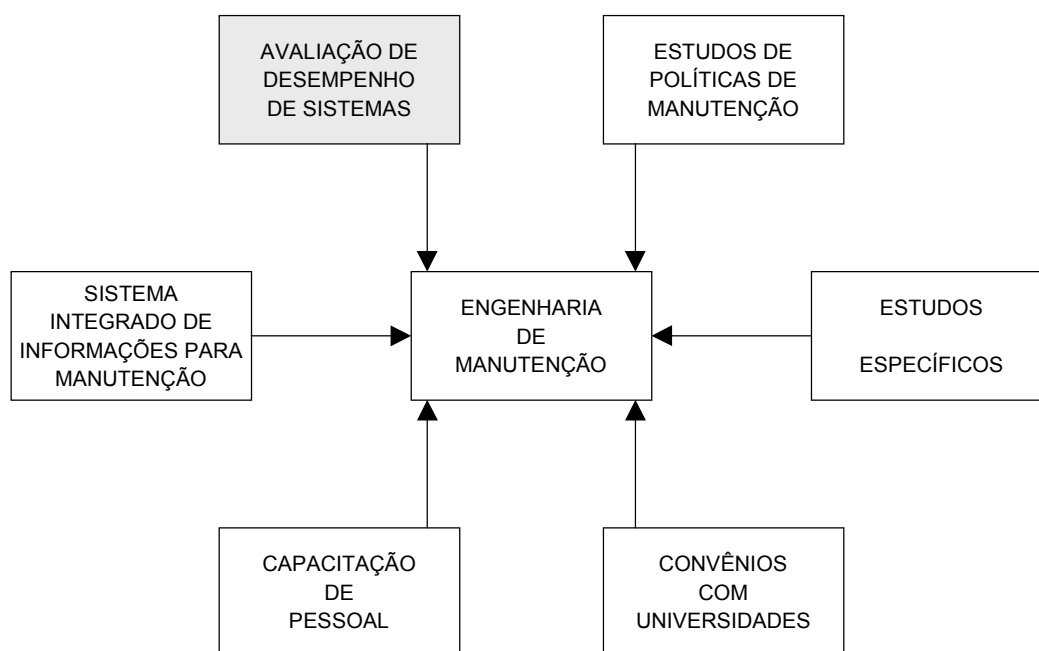 AVALIAÇÃO DE
DESEMPENHO
DE SISTEMAS
ESTUDOS DE
POLÍTICAS DE
MANUTENÇÃO
SISTEMA
INTEGRADO DE
INFORMAÇÕES PARA
MANUTENÇÃO
ENGENHARIA
DE
MANUTENÇÃO
ESTUDOS
ESPECÍFICOS
CAPACITAÇÃO
DE
PESSOAL
CONVÊNIOS
COM
UNIVERSIDADES